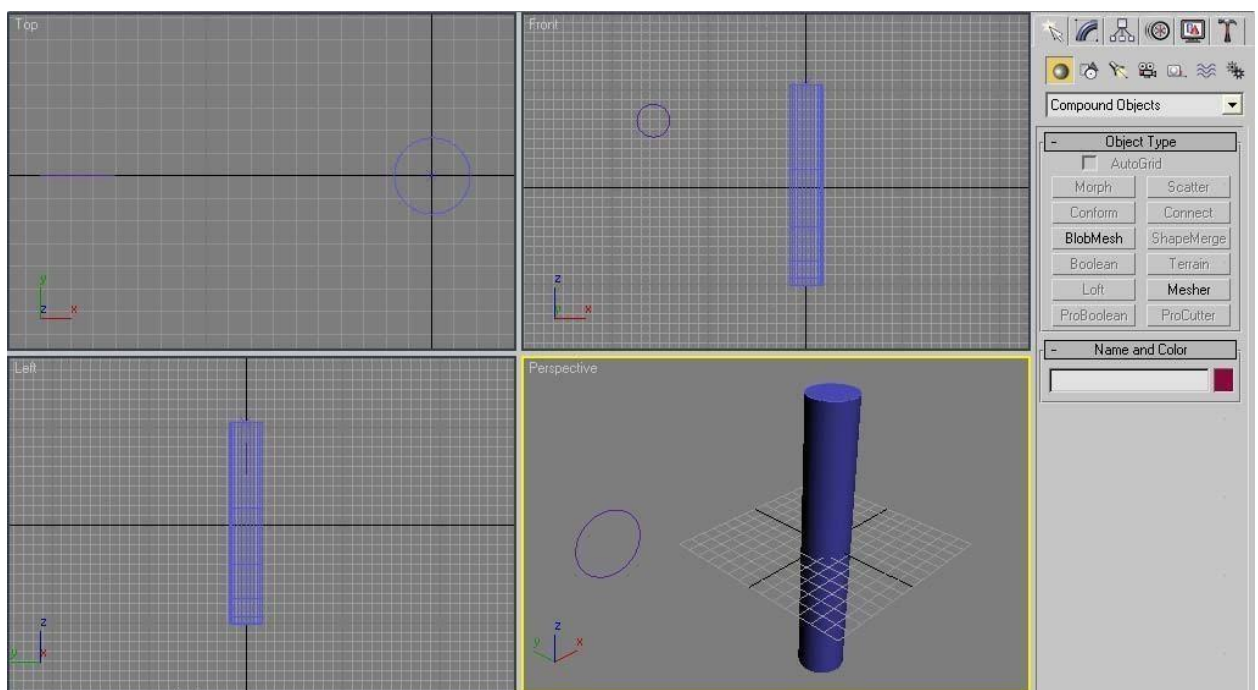 Top
y
z x
Front
z
y x
Left
z
y x
Perspective
z
y x
Compound Objects
- Object Type
AutoGrid
Morph Scatter
Conform Connect
BlobMesh ShapeMerge
Boolean Terrain
Loft Mesher
ProBoolean ProCutter
- Name and Color